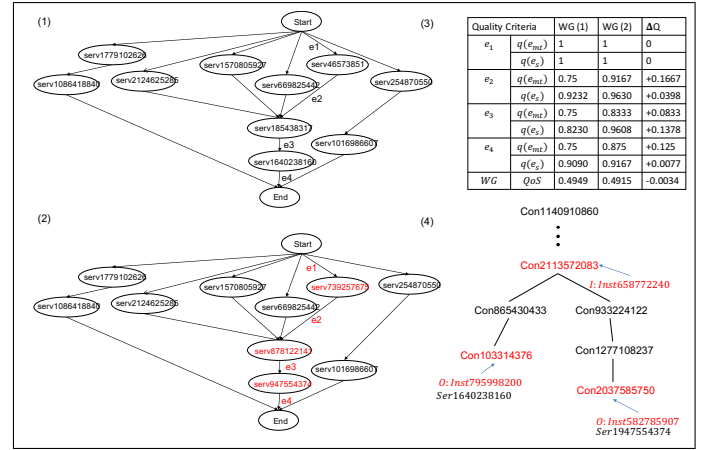 (1)
Start
e1
serv1779102626
serv1570805927
serv46573851
serv1086418840
serv2124625285
serv669825442
serv254870550
e2
serv185438317
e3
serv1016986607
serv1640238160
e4
End
(3)
Quality Criteria WG (1) WG (2) ΔQ
e₁ q(eₘₜ) 1 1 0
q(eₛ) 1 1 0
e₂ q(eₘₜ) 0.75 0.9167 +0.1667
q(eₛ) 0.9232 0.9630 +0.0398
e₃ q(eₘₜ) 0.75 0.8333 +0.0833
q(eₛ) 0.8230 0.9608 +0.1378
e₄ q(eₘₜ) 0.75 0.875 +0.125
q(eₛ) 0.9090 0.9167 +0.0077
WG QoS 0.4949 0.4915 -0.0034
(2)
Start
e1
serv1779102626
serv1570805927
serv739257675
serv254870550
serv1086418840
serv2124625285
serv669825442
e2
serv878122141
e3
serv1016986607
serv947554374
e4
End
(4)
Con1140910860
Con2113572083
I: Inst658772240
Con865430433
Con933224122
Con103314376
Con1277108237
O: Inst795998200
Ser1640238160
Con2037585750
O: Inst582785907
Ser1947554374